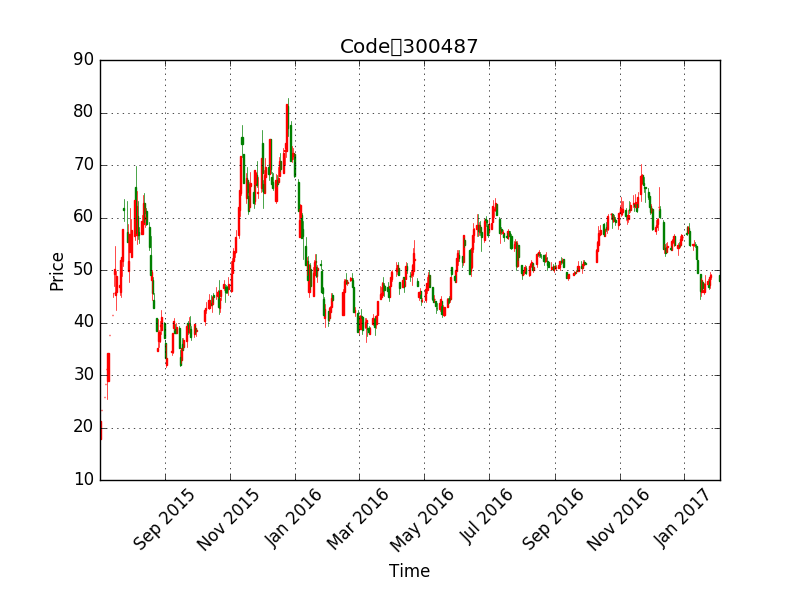 Code▯300487
90
80
70
60
50
40
30
20
10
Price
Sep 2015
Nov 2015
Jan 2016
Mar 2016
May 2016
Jul 2016
Sep 2016
Nov 2016
Jan 2017
Time